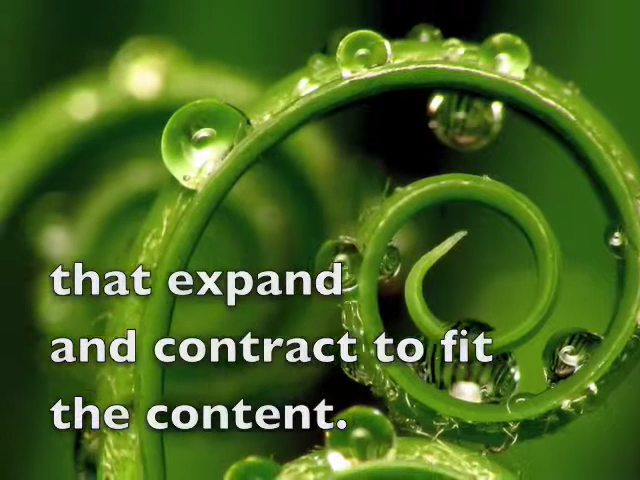 that expand
and contract to fit
the content.